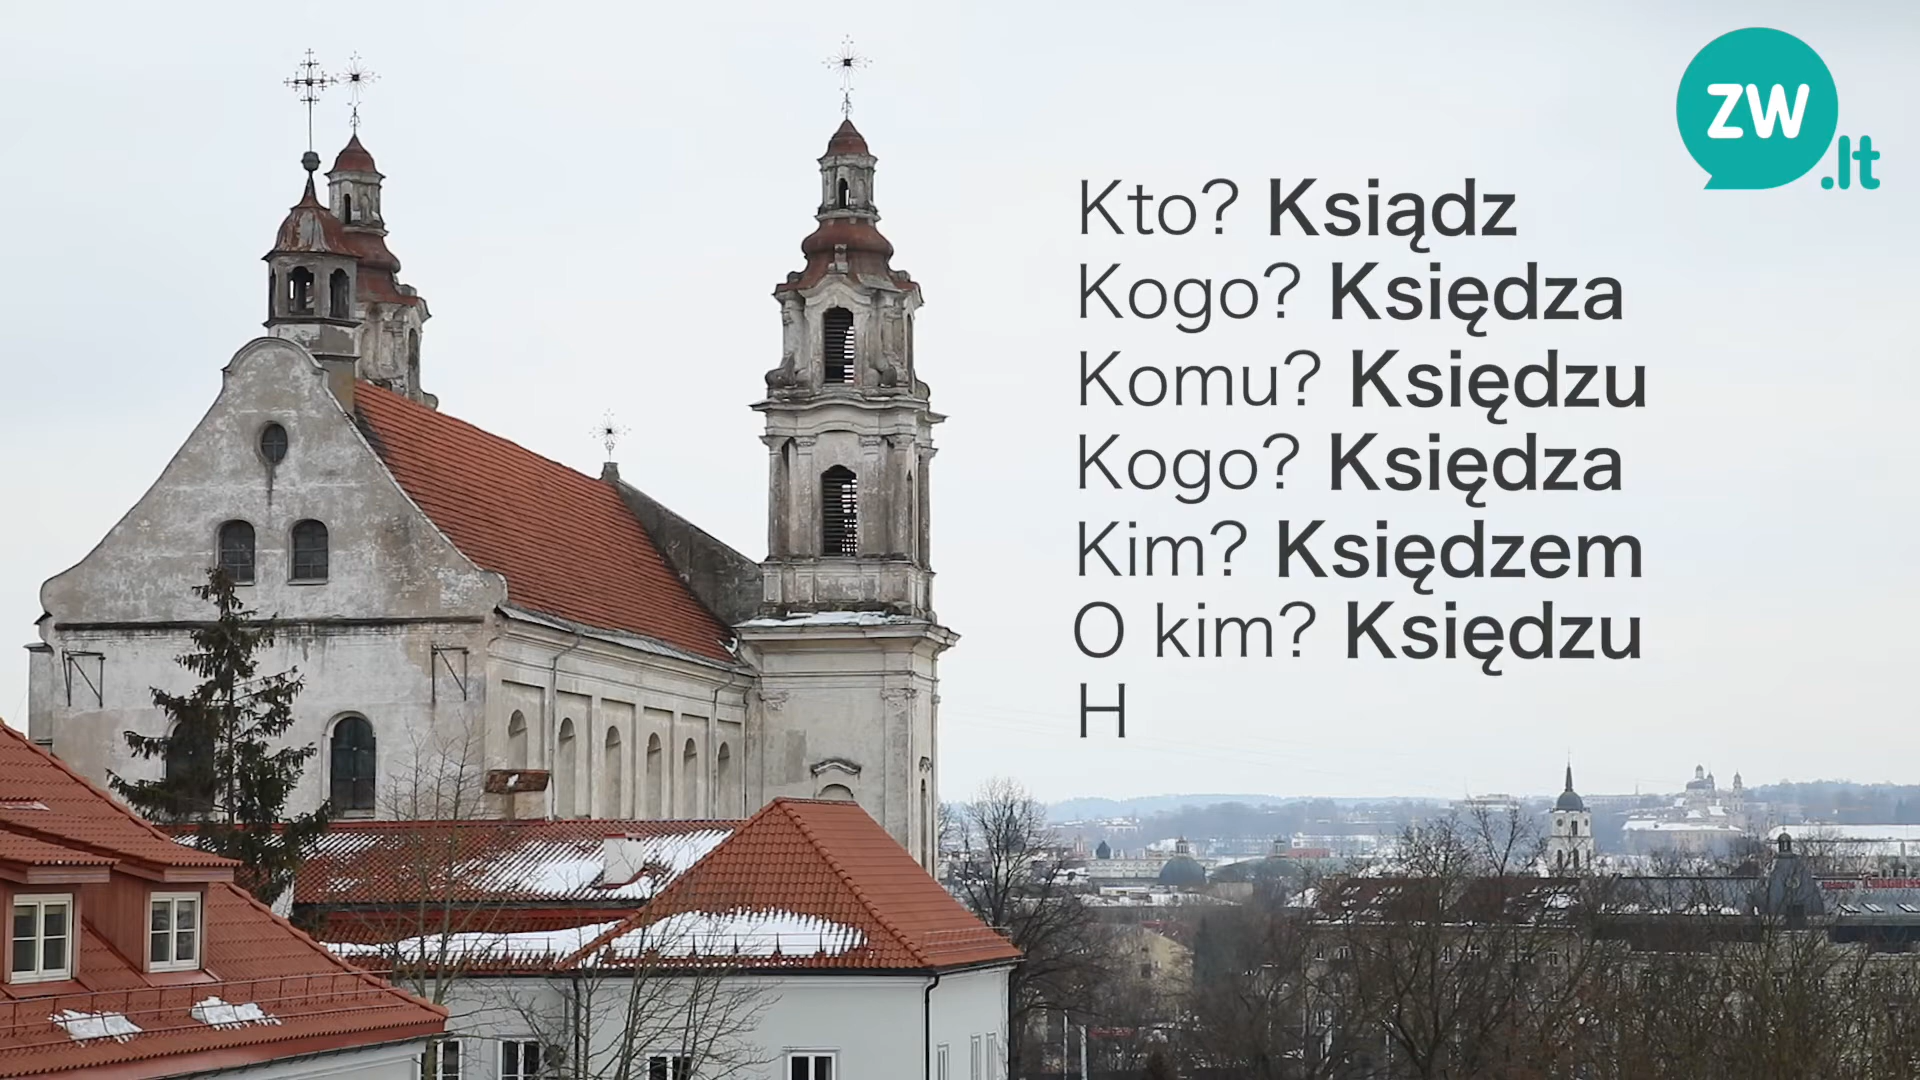 ZW.lt
Kto? Ksiądz
Kogo? Księdza
Komu? Księdzu
Kogo? Księdza
Kim? Księdzem
O kim? Księdzu
H